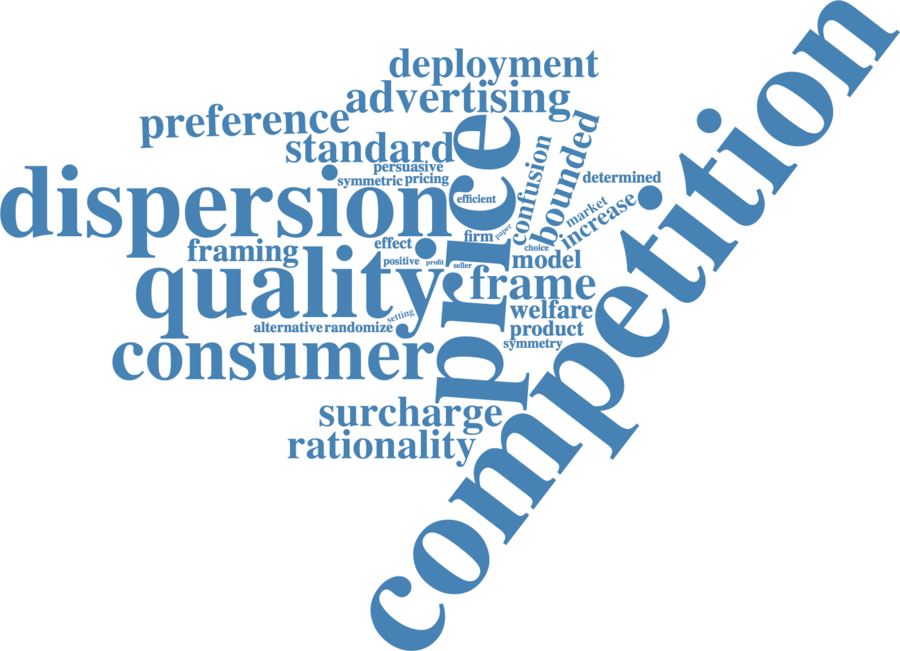 competition
deployment
advertising
preference
standard
persuasive
symmetric pricing
dispersion
price
efficient
confusion
bounded
determined
market
increase
paper
firm
choice
framing
effect
positive
profit
seller
model
quality
frame
setting
welfare
alternative randomize
product
symmetry
consumer
surcharge
rationality